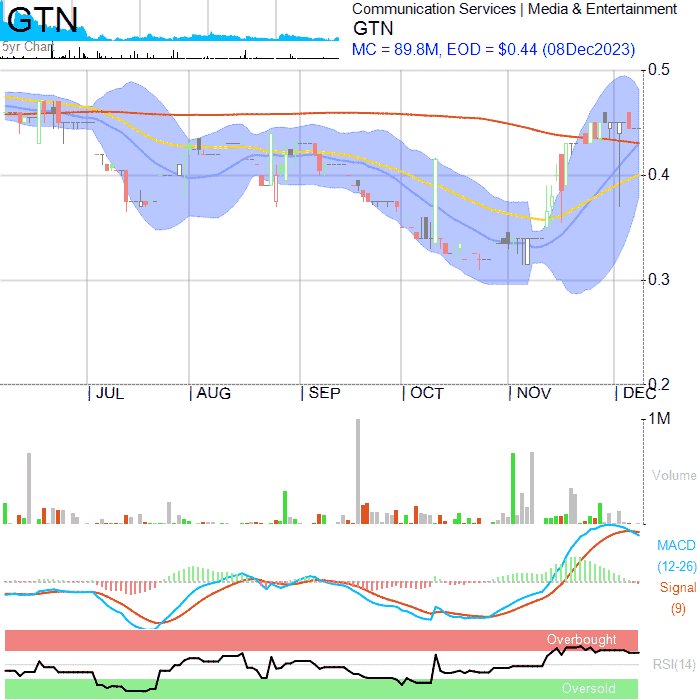 GTN
5yr Chart
Communication Services | Media & Entertainment
GTN
MC = 89.8M, EOD = $0.44 (08Dec2023)
0.5
0.4
0.3
0.2
JUL AUG SEP OCT NOV DEC
1M
Volume
MACD
(12-26)
Signal
(9)
Overbought
RSI(14)
Oversold